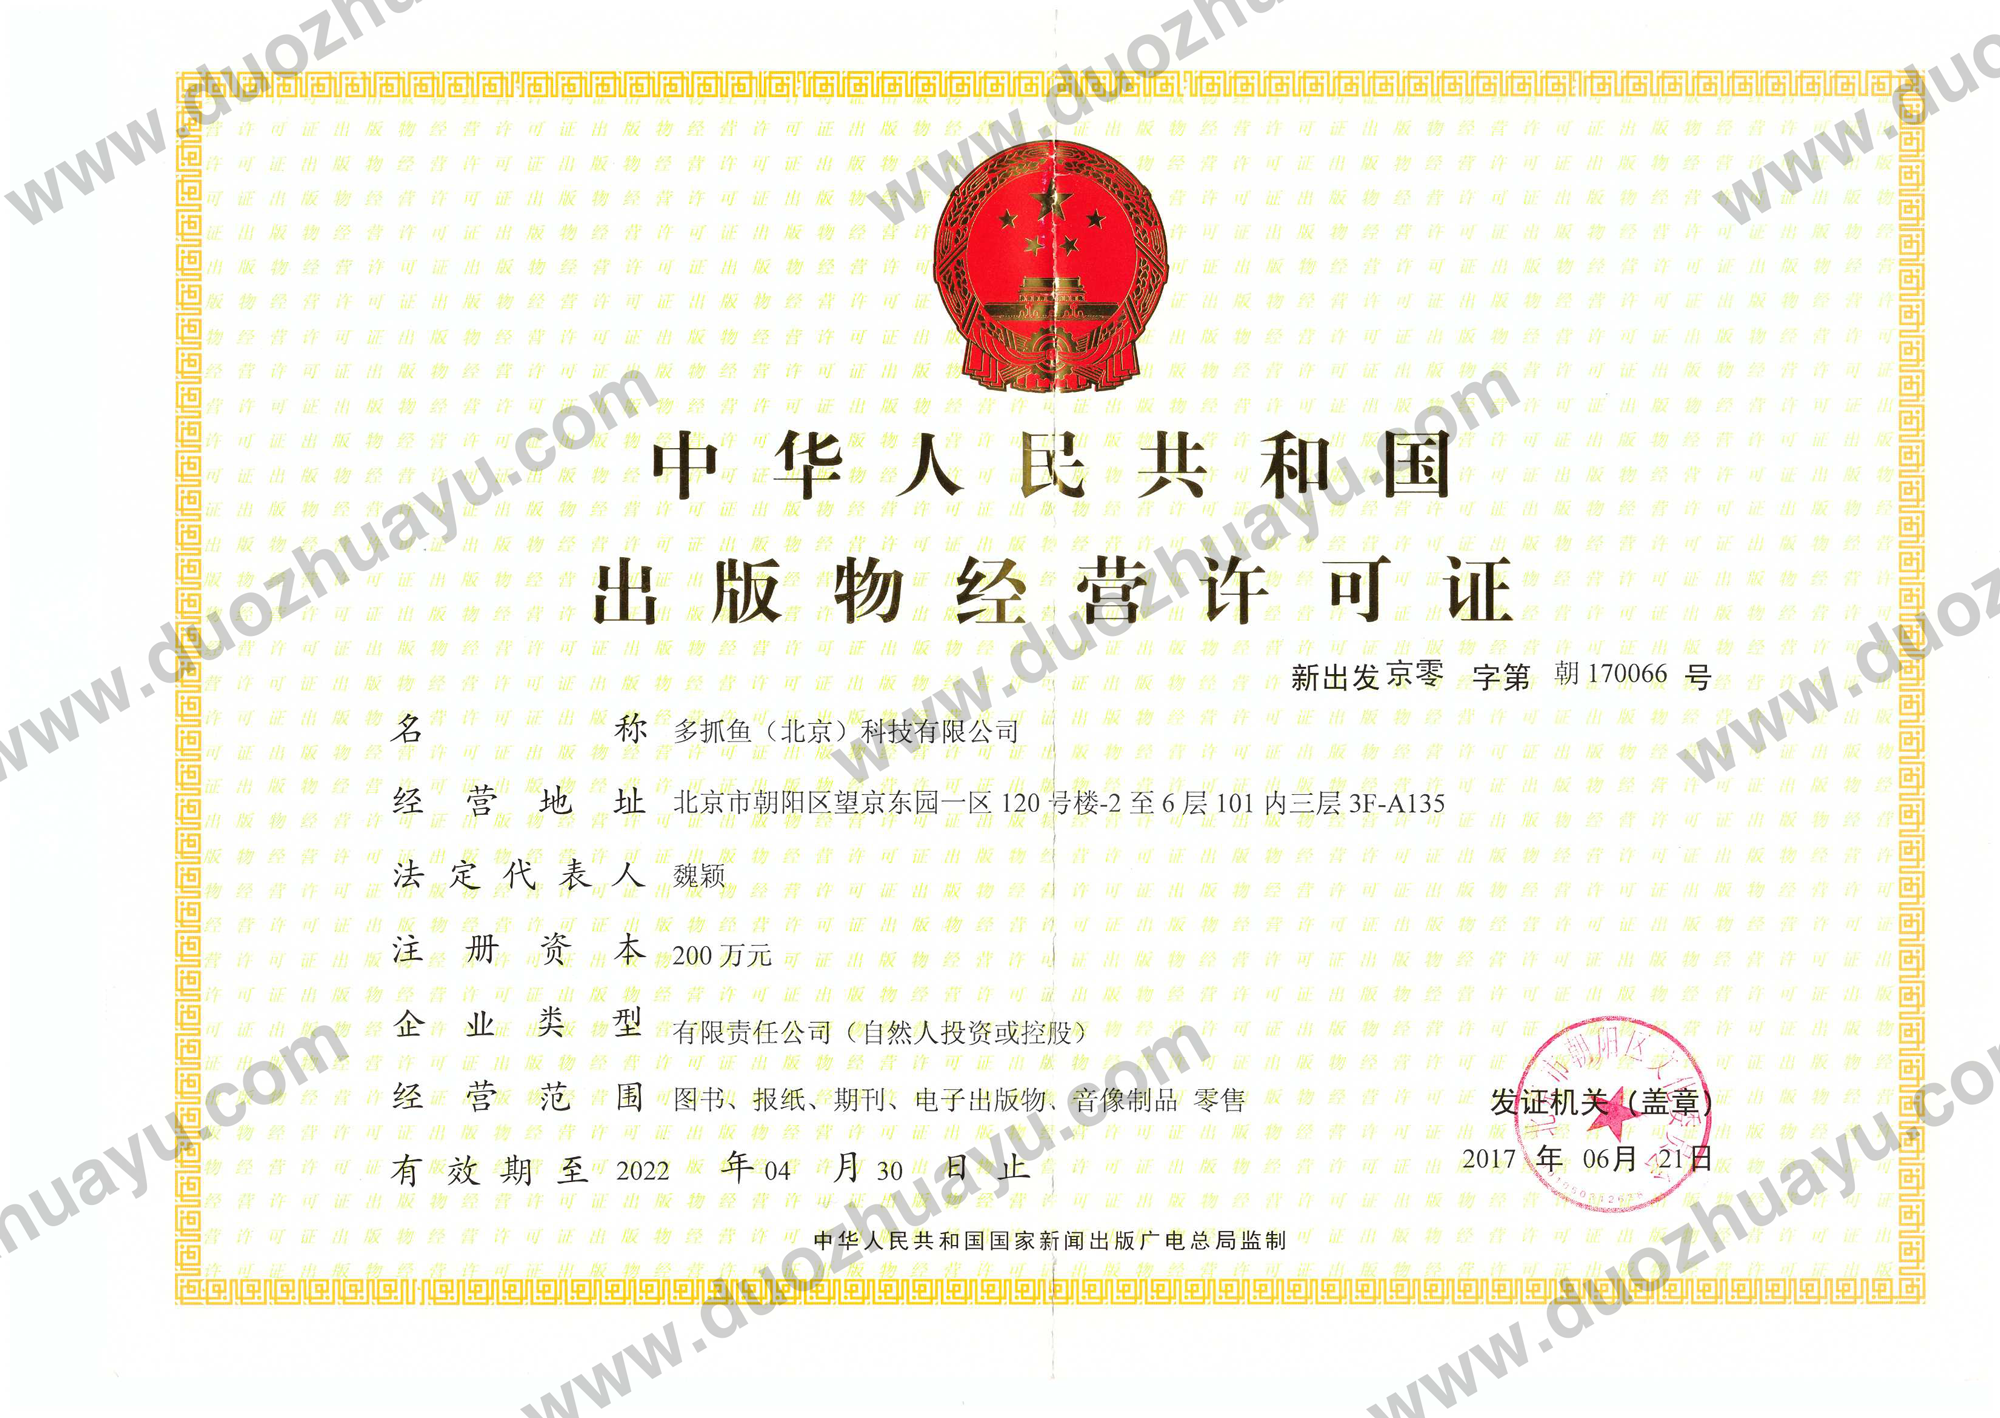 中华人民共和国
出版物经营许可证
新出发京零 字第 朝170066 号
名称 多抓鱼（北京）科技有限公司
经营地址 北京市朝阳区望京东园一区120号楼-2至6层101内三层3F-A135
法定代表人 魏颖
注册资本 200万元
企业类型 有限责任公司（自然人投资或控股）
经营范围 图书、报纸、期刊、电子出版物、音像制品 零售
发证机关（盖章）
有效期至 2022 年 04 月 30 日止
2017 年 06月 21日
北京市朝阳区文化委员会
中华人民共和国国家新闻出版广电总局监制
www.duozhuayu.com